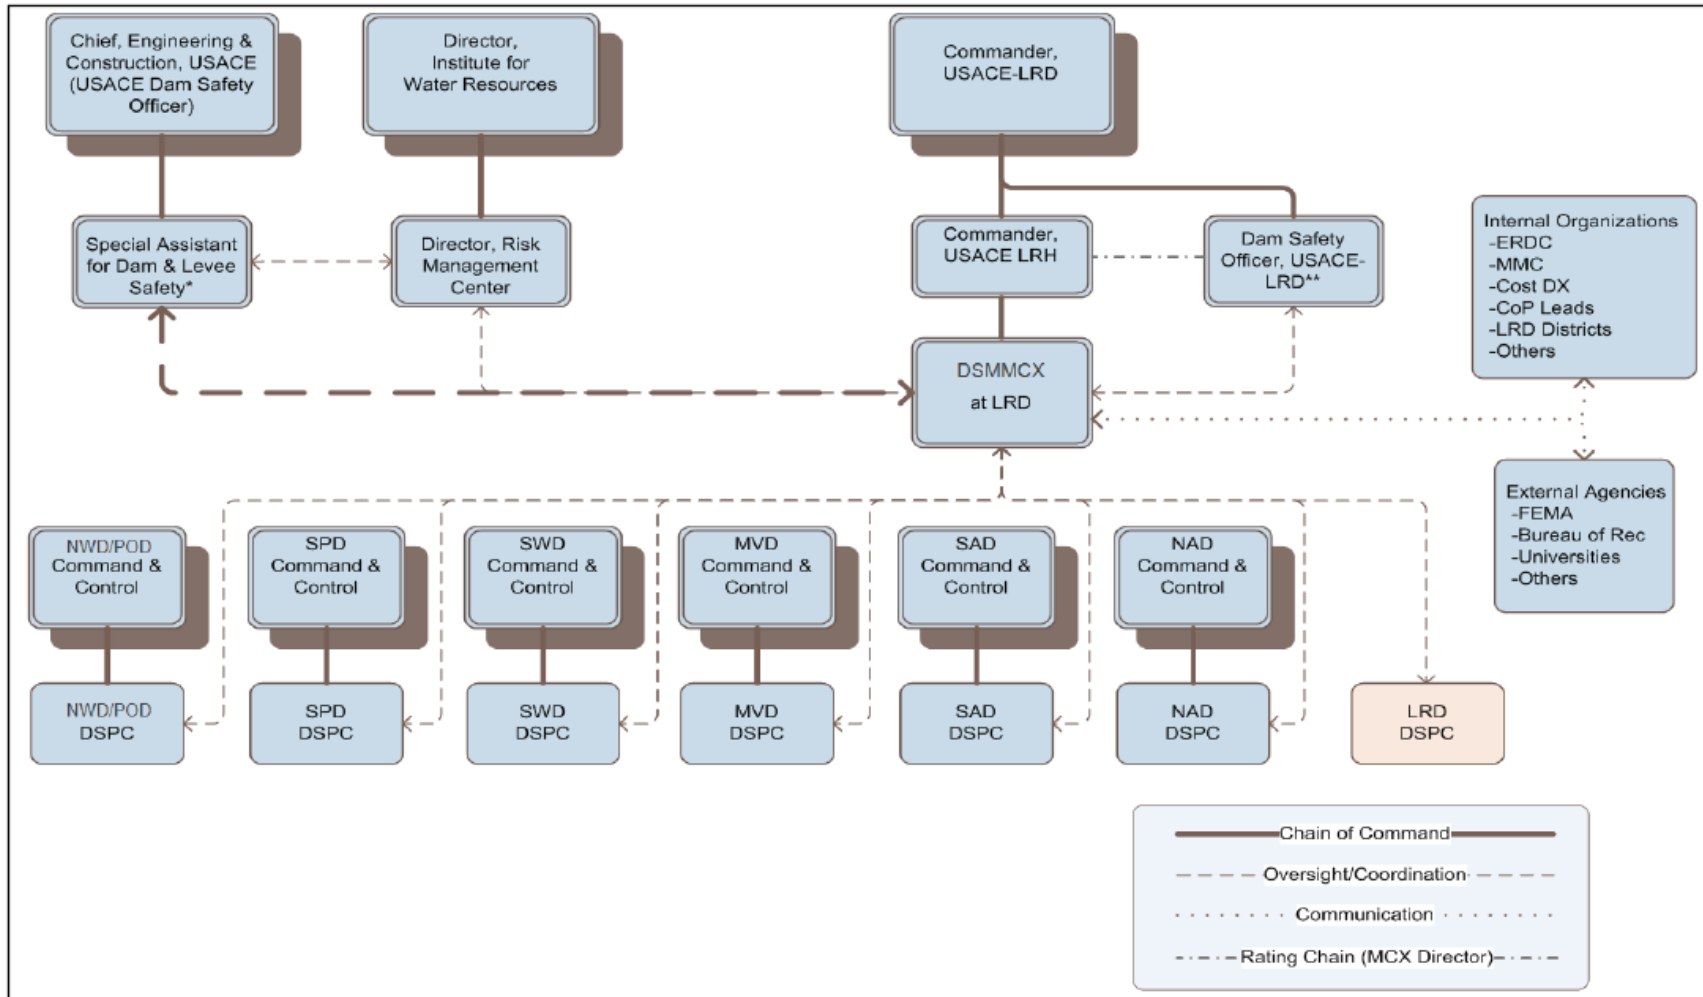 Chief, Engineering &
Construction, USACE
(USACE Dam Safety
Officer)
Director,
Institute for
Water Resources
Commander,
USACE-LRD
Special Assistant
for Dam & Levee
Safety*
Director, Risk
Management
Center
Commander,
USACE LRH
Dam Safety
Officer, USACE-
LRD**
Internal Organizations
-ERDC
-MMC
-Cost DX
-CoP Leads
-LRD Districts
-Others
DSMMCX
at LRD
External Agencies
-FEMA
-Bureau of Rec
-Universities
-Others
NWD/POD
Command &
Control
SPD
Command &
Control
SWD
Command &
Control
MVD
Command &
Control
SAD
Command &
Control
NAD
Command &
Control
NWD/POD
DSPC
SPD
DSPC
SWD
DSPC
MVD
DSPC
SAD
DSPC
NAD
DSPC
LRD
DSPC
Chain of Command
Oversight/Coordination
Communication
Rating Chain (MCX Director)